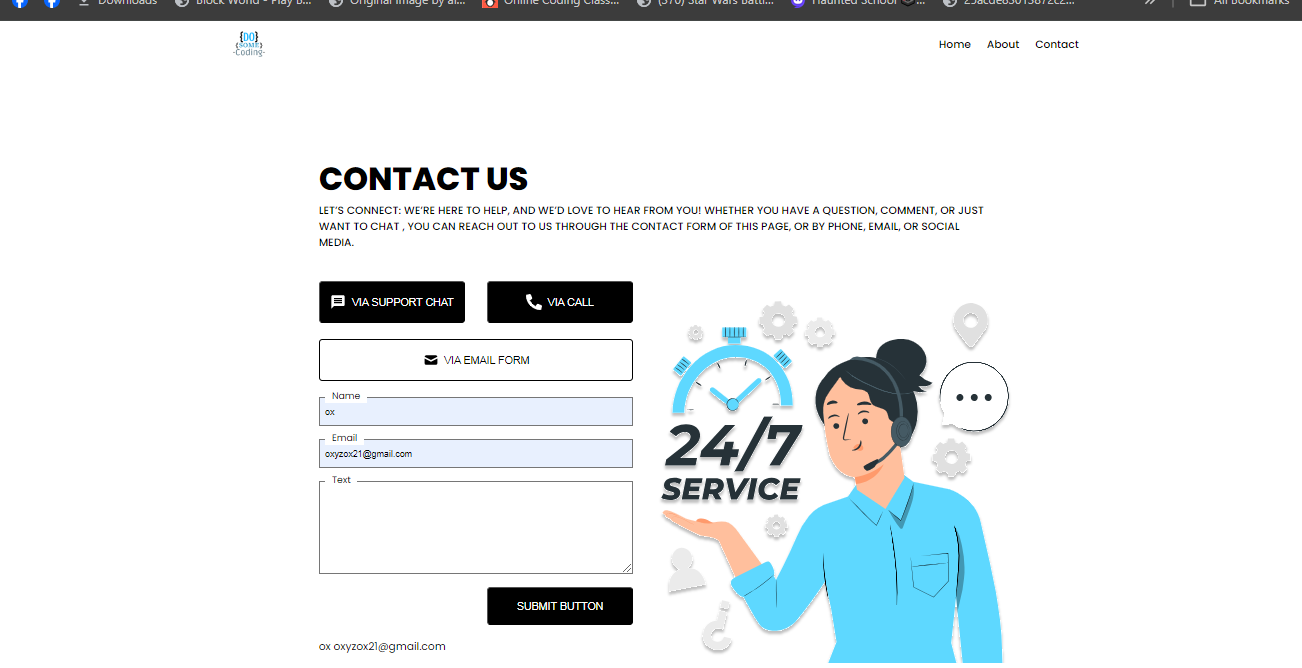 Downloads
Block World - Play B...
Original image by ai...
Online Coding Class...
(370) Star Wars Battl...
Haunted School
All Bookmarks
{DO}
{SOME}
-Coding-
Home About Contact
CONTACT US
LET'S CONNECT: WE'RE HERE TO HELP, AND WE'D LOVE TO HEAR FROM YOU! WHETHER YOU HAVE A QUESTION, COMMENT, OR JUST
WANT TO CHAT , YOU CAN REACH OUT TO US THROUGH THE CONTACT FORM OF THIS PAGE, OR BY PHONE, EMAIL, OR SOCIAL
MEDIA.
VIA SUPPORT CHAT
VIA CALL
VIA EMAIL FORM
Name
ox
Email
oxyzox21@gmail.com
Text
SUBMIT BUTTON
ox oxyzox21@gmail.com
24/7
SERVICE